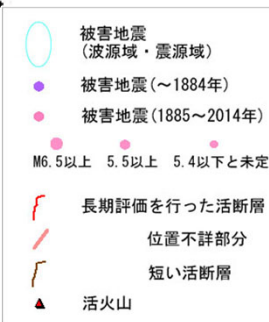 被害地震
(波源域・震源域)
被害地震(～1884年)
被害地震(1885～2014年)
M6.5以上 5.5以上 5.4以下と未定
長期評価を行った活断層
位置不詳部分
短い活断層
活火山